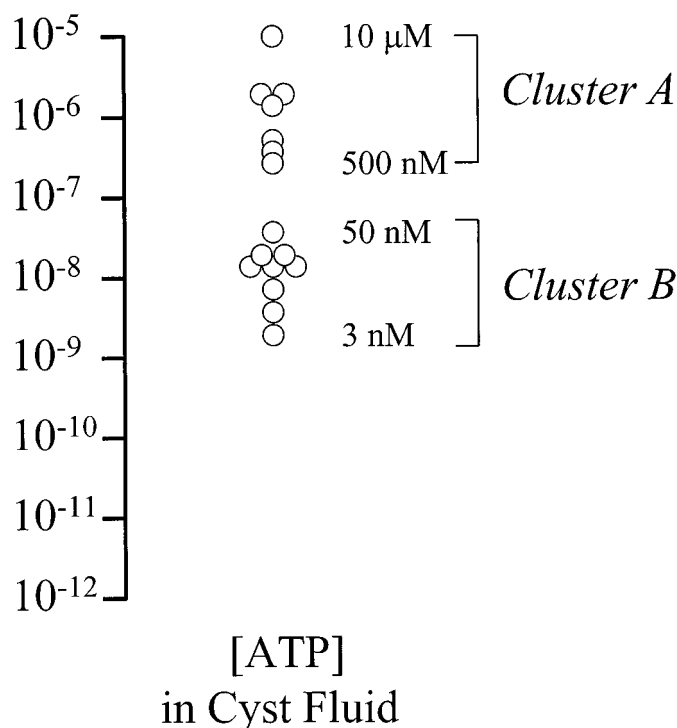 10⁻⁵
10 μM
Cluster A
10⁻⁶
500 nM
10⁻⁷
50 nM
10⁻⁸
Cluster B
3 nM
10⁻⁹
10⁻¹⁰
10⁻¹¹
10⁻¹²
[ATP]
in Cyst Fluid